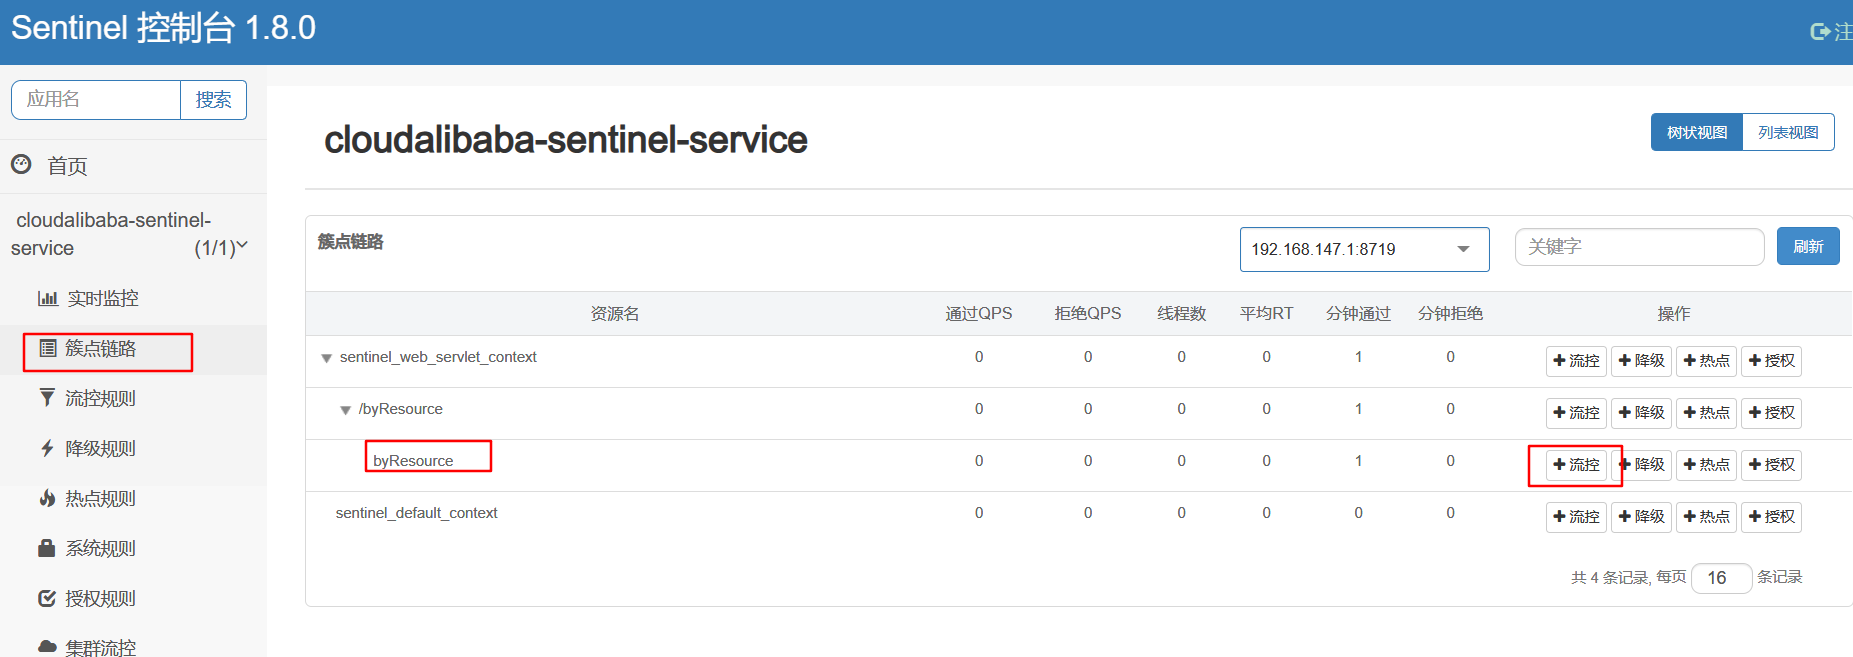 Sentinel 控制台 1.8.0
注
应用名 搜索
首页
cloudalibaba-sentinel-
service (1/1)
实时监控
簇点链路
流控规则
降级规则
热点规则
系统规则
授权规则
集群流控
cloudalibaba-sentinel-service
树状视图 列表视图
簇点链路 192.168.147.1:8719 关键字 刷新
资源名 通过QPS 拒绝QPS 线程数 平均RT 分钟通过 分钟拒绝 操作
sentinel_web_servlet_context 0 0 0 0 1 0 +流控 +降级 +热点 +授权
/byResource 0 0 0 0 1 0 +流控 +降级 +热点 +授权
byResource 0 0 0 0 1 0 +流控 +降级 +热点 +授权
sentinel_default_context 0 0 0 0 0 0 +流控 +降级 +热点 +授权
共 4 条记录, 每页 16 条记录